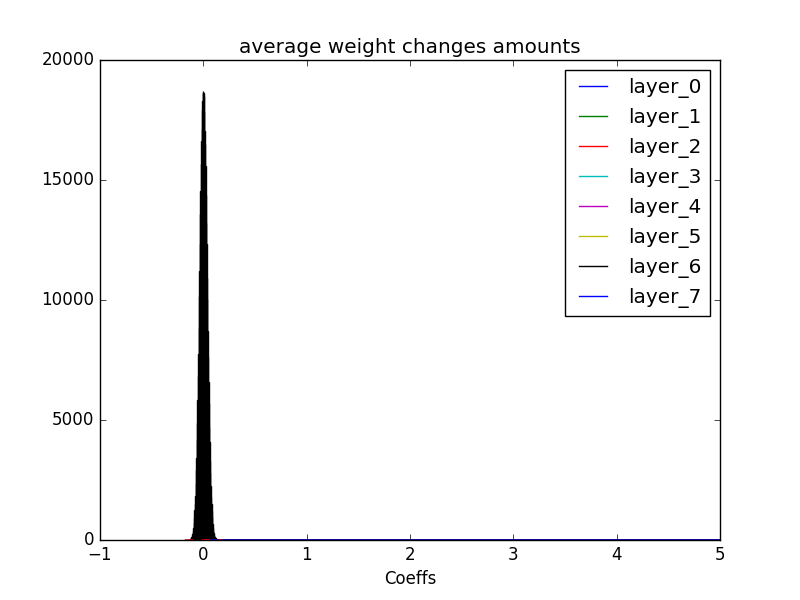 average weight changes amounts
20000
15000
10000
5000
0
−1
0
1
2
3
4
5
Coeffs
layer_0
layer_1
layer_2
layer_3
layer_4
layer_5
layer_6
layer_7